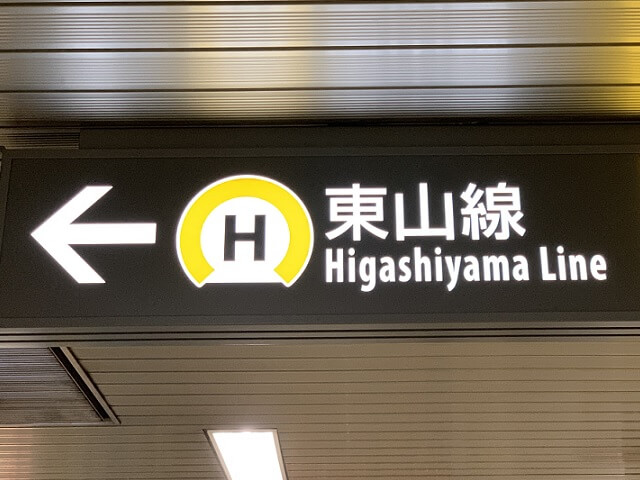 H
東山線
Higashiyama Line